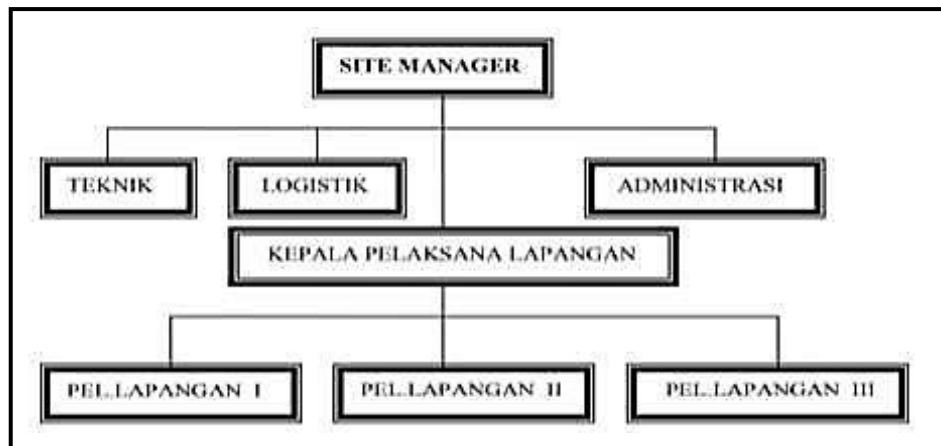 SITE MANAGER
TEKNIK
LOGISTIK
ADMINISTRASI
KEPALA PELAKSANA LAPANGAN
PEL.LAPANGAN I
PEL.LAPANGAN II
PEL.LAPANGAN III